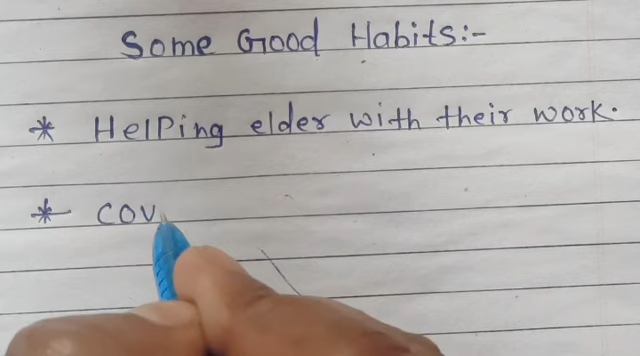 Some Good Habits:-
* Helping elder with their work.
* cov